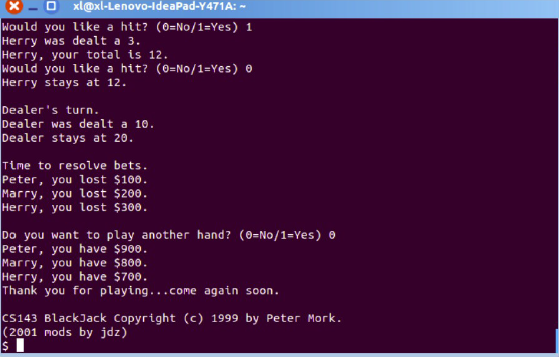 xl@xl-Lenovo-IdeaPad-Y471A: ~
Would you like a hit? (0=No/1=Yes) 1
Herry was dealt a 3.
Herry, your total is 12.
Would you like a hit? (0=No/1=Yes) 0
Herry stays at 12.
Dealer's turn.
Dealer was dealt a 10.
Dealer stays at 20.
Time to resolve bets.
Peter, you lost $100.
Marry, you lost $200.
Herry, you lost $300.
Do you want to play another hand? (0=No/1=Yes) 0
Peter, you have $900.
Marry, you have $800.
Herry, you have $700.
Thank you for playing...come again soon.
CS143 BlackJack Copyright (c) 1999 by Peter Mork.
(2001 mods by jdz)
$